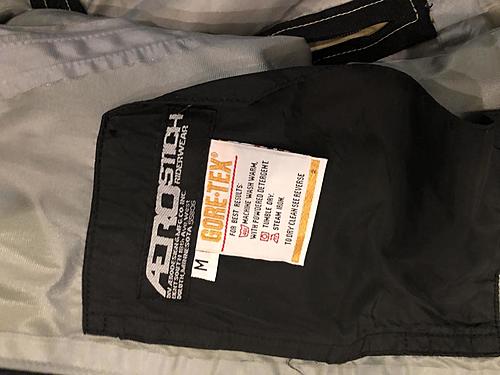 AEROSTICH
RIDERWEAR
M
GORE-TEX®
FOR BEST RESULTS:
MACHINE WASH WARM,
WITH POWDERED DETERGENT
TUMBLE DRY.
STEAM IRON.
TO DRY CLEAN SEE REVERSE